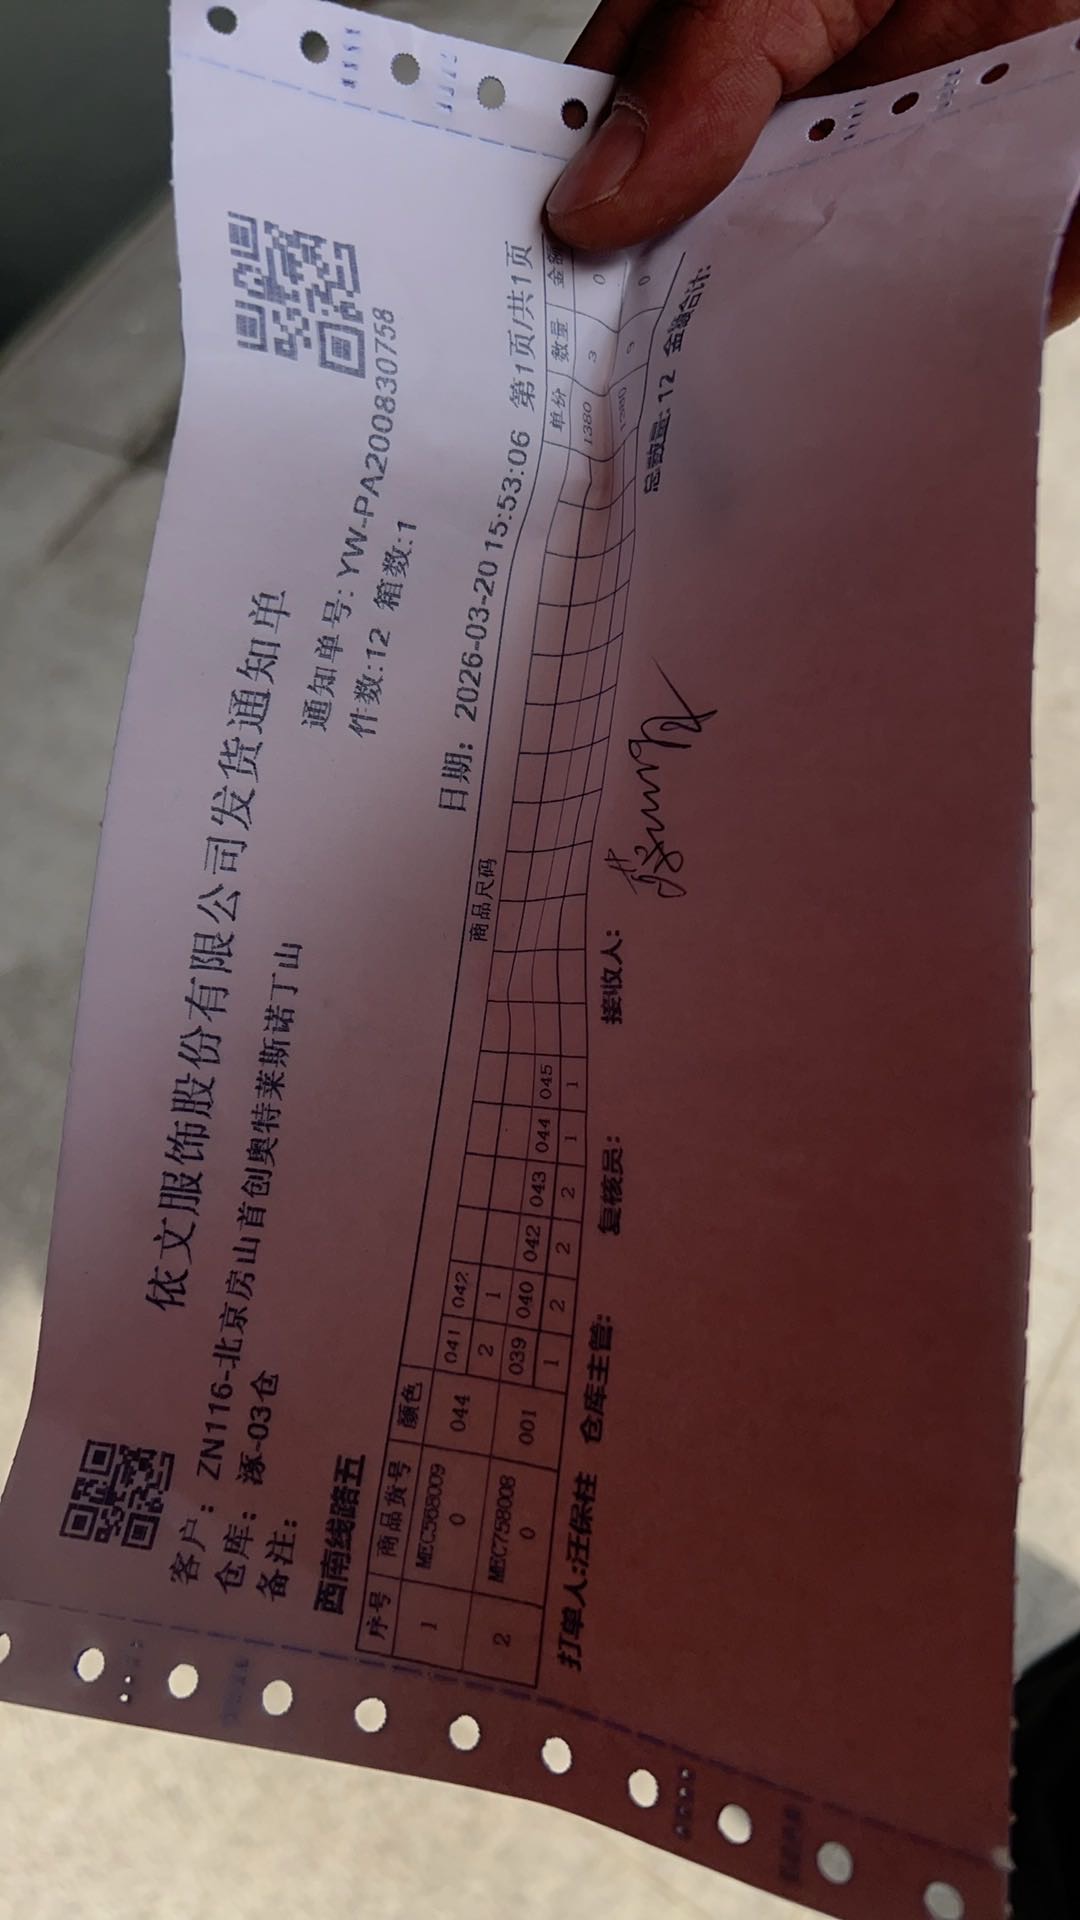 依文服饰股份有限公司发货通知单
客户：ZN116-北京房山首创奥特莱斯诺丁山
通知单号:YW-PA200830758
仓库：涿-03仓
件数:12 箱数:1
备注：
西南线路五
日期：2026-03-20 15:53:06 第1页/共1页
序号 商品货号 颜色 商品尺码 单价 数量 金额
1 MEC5680090 044 041 042 1380 3 0
2 1
2 MEC7580080 001 039 040 042 043 044 045 1380 9 0
1 2 2 2 1 1
总数量:12 金额合计:
打单人:汪保柱 仓库主管: 复核员: 接收人: